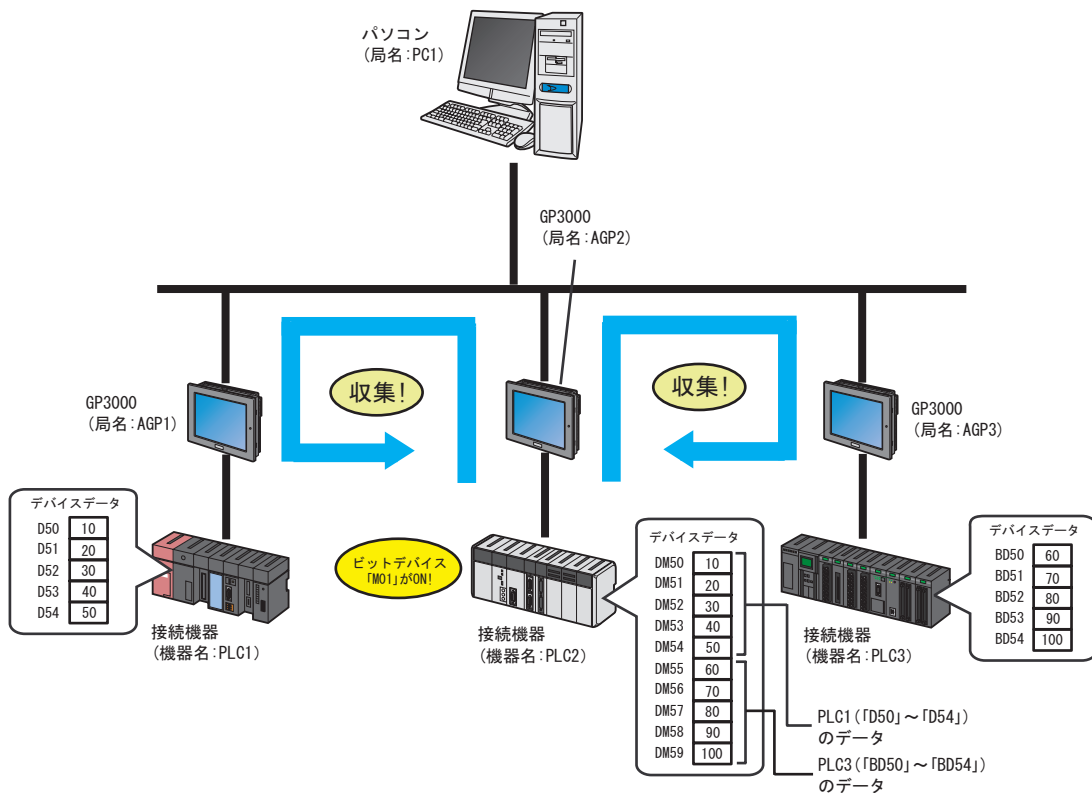 パソコン
(局名:PC1)
GP3000
(局名:AGP2)
収集!
収集!
GP3000
(局名:AGP1)
GP3000
(局名:AGP3)
デバイスデータ
D50 10
D51 20
D52 30
D53 40
D54 50
接続機器
(機器名:PLC1)
ビットデバイス
「M01」がON!
接続機器
(機器名:PLC2)
デバイスデータ
DM50 10
DM51 20
DM52 30
DM53 40
DM54 50
DM55 60
DM56 70
DM57 80
DM58 90
DM59 100
接続機器
(機器名:PLC3)
デバイスデータ
BD50 60
BD51 70
BD52 80
BD53 90
BD54 100
PLC1(「D50」～「D54」)
のデータ
PLC3(「BD50」～「BD54」)
のデータ